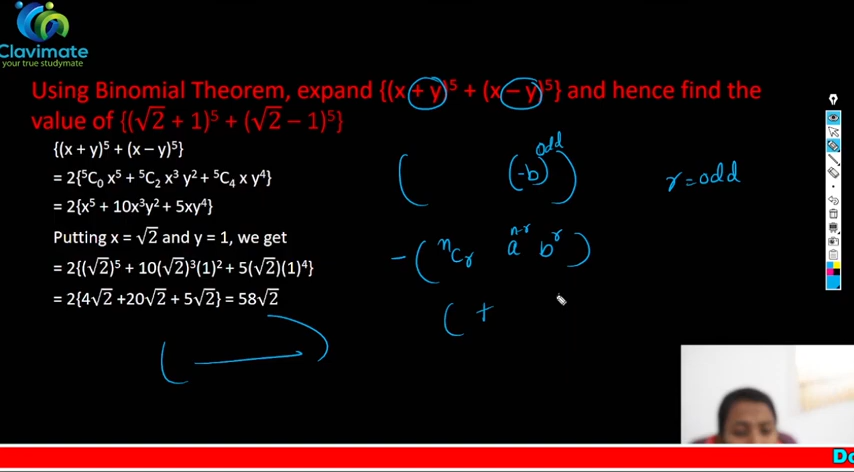 Clavimate
your true studymate
Using Binomial Theorem, expand {(x + y)⁵ + (x – y)⁵} and hence find the
value of {(√2 + 1)⁵ + (√2 – 1)⁵}
{(x + y)⁵ + (x – y)⁵}
= 2{⁵C₀ x⁵ + ⁵C₂ x³ y² + ⁵C₄ x y⁴}
= 2{x⁵ + 10x³y² + 5xy⁴}
Putting x = √2 and y = 1, we get
= 2{(√2)⁵ + 10(√2)³(1)² + 5(√2)(1)⁴}
= 2{4√2 +20√2 + 5√2} = 58√2
( (-b)^odd )
r = odd
- ( ⁿCᵣ aⁿ⁻ʳ bʳ )
( +
Do